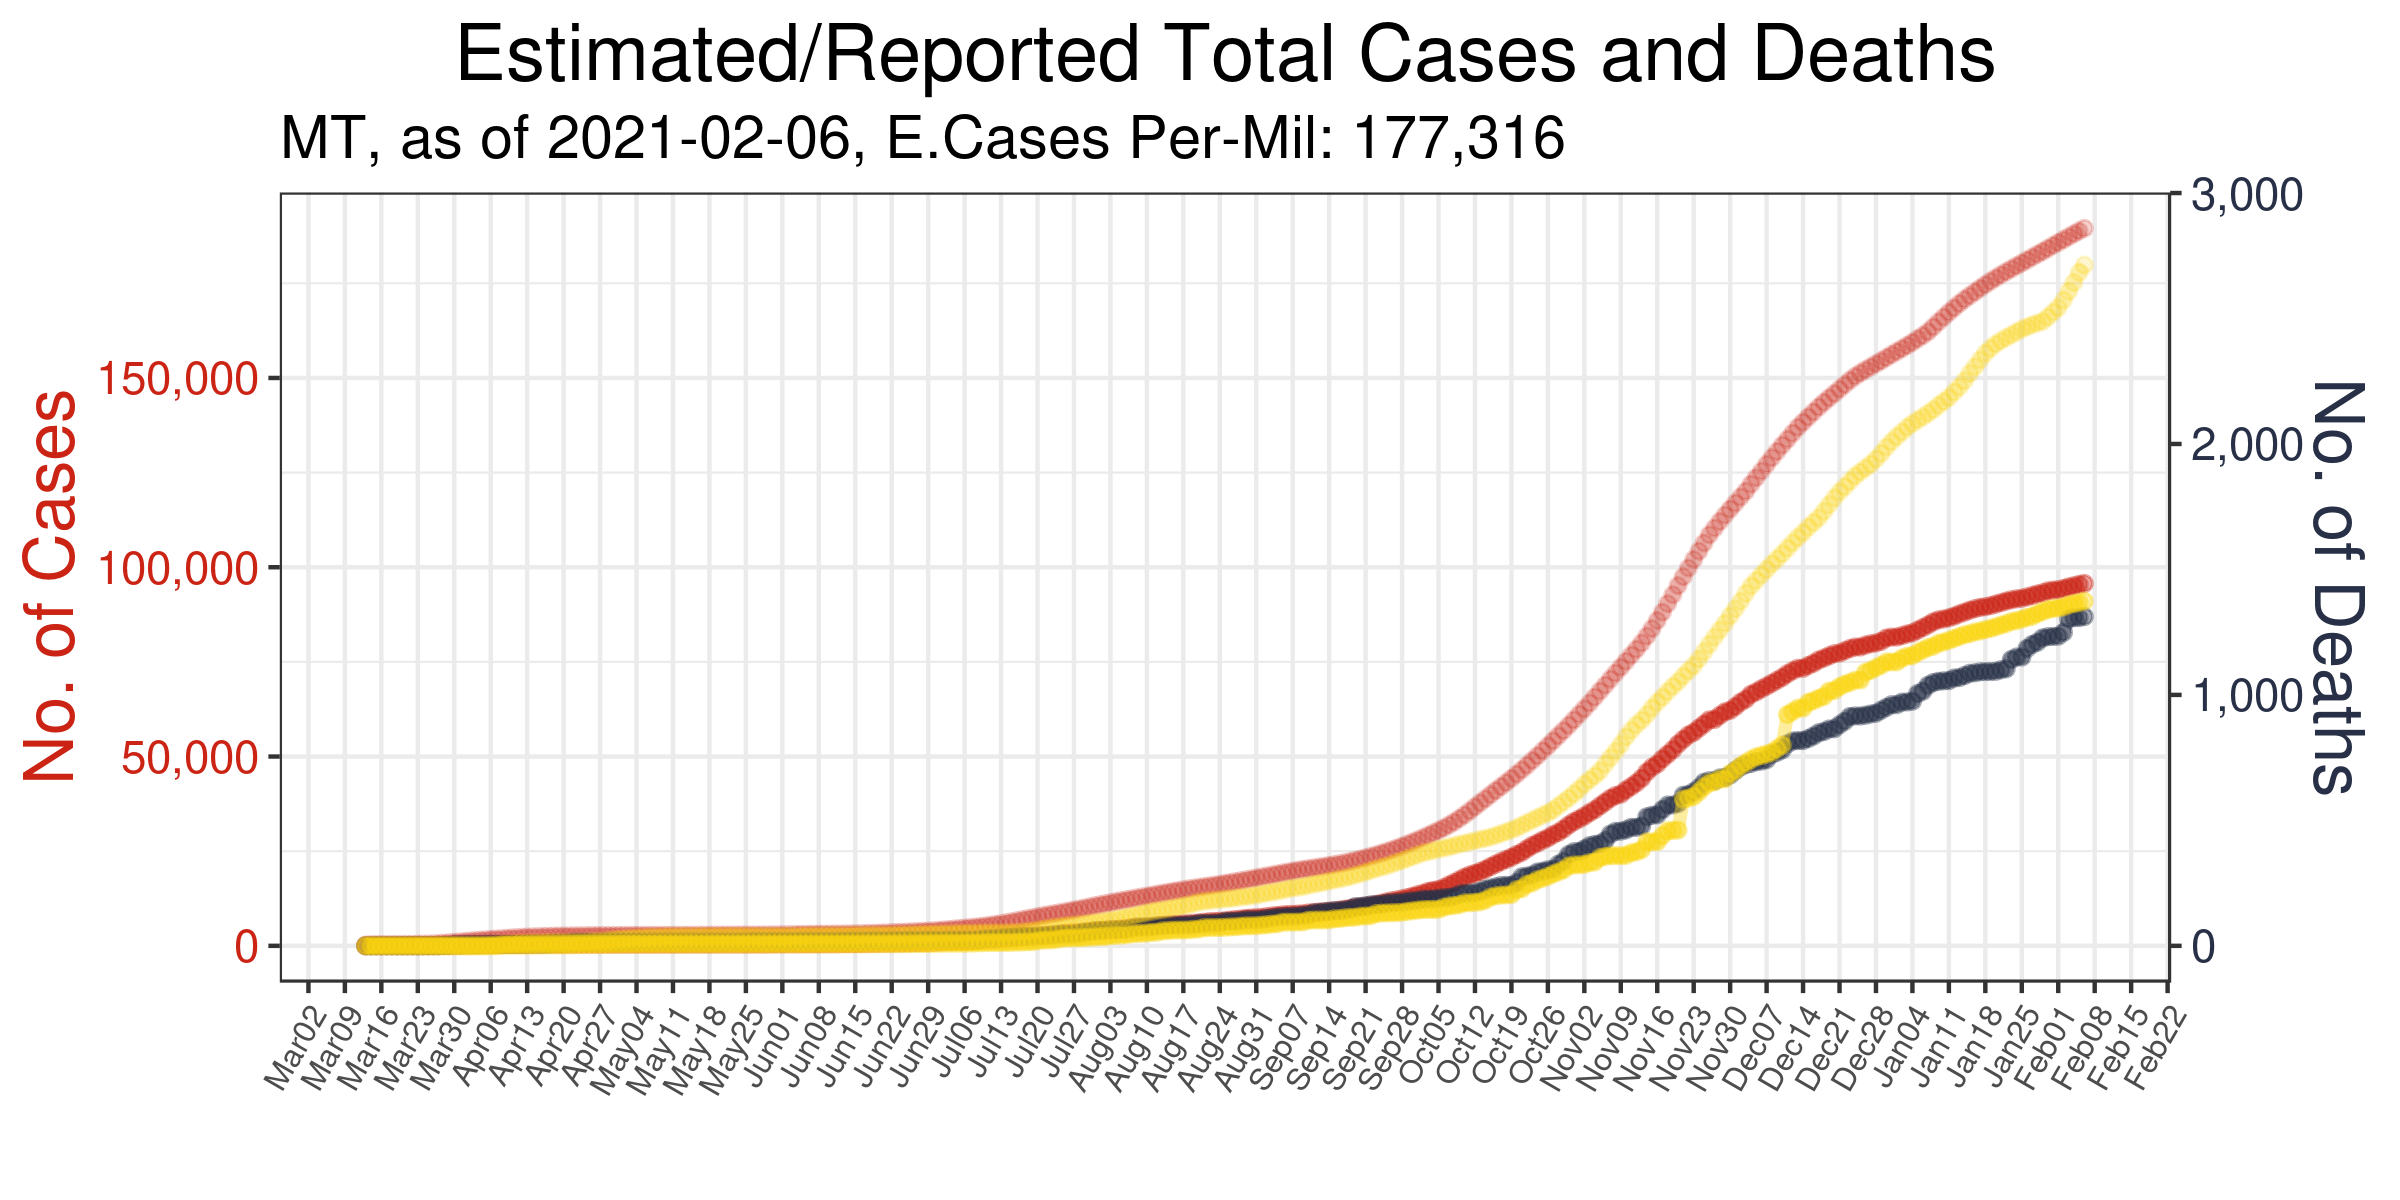 Estimated/Reported Total Cases and Deaths
MT, as of 2021-02-06, E.Cases Per-Mil: 177,316
No. of Cases
150,000
100,000
50,000
0
3,000
2,000
1,000
0
No. of Deaths
Mar02
Mar09
Mar16
Mar23
Mar30
Apr06
Apr13
Apr20
Apr27
May04
May11
May18
May25
Jun01
Jun08
Jun15
Jun22
Jun29
Jul06
Jul13
Jul20
Jul27
Aug03
Aug10
Aug17
Aug24
Aug31
Sep07
Sep14
Sep21
Sep28
Oct05
Oct12
Oct19
Oct26
Nov02
Nov09
Nov16
Nov23
Nov30
Dec07
Dec14
Dec21
Dec28
Jan04
Jan11
Jan18
Jan25
Feb01
Feb08
Feb15
Feb22